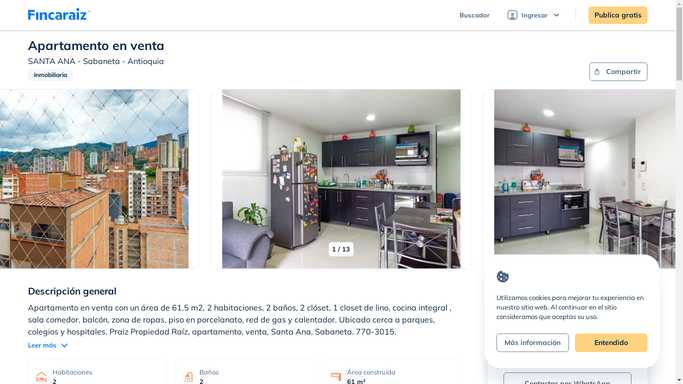 Fincaraiz
Buscador
Ingresar
Publica gratis
Apartamento en venta
SANTA ANA - Sabaneta - Antioquia
Inmobiliaria
Compartir
1 / 13
Descripción general
Apartamento en venta con un área de 61,5 m2, 2 habitaciones, 2 baños, 2 clóset, 1 closet de lino, cocina integral ,
sala comedor, balcón, zona de ropas, piso en porcelanato, red de gas y calentador. Ubicado cerca a parques,
colegios y hospitales. Praiz Propiedad Raíz, apartamento, venta, Santa Ana, Sabaneta. 770-3015.
Leer más
Habitaciones
2
Baños
2
Área construida
61 m²
Utilizamos cookies para mejorar tu experiencia en
nuestro sitio web. Al continuar en el sitio
consideramos que aceptas su uso.
Más información
Entendido
Contactar por WhatsApp